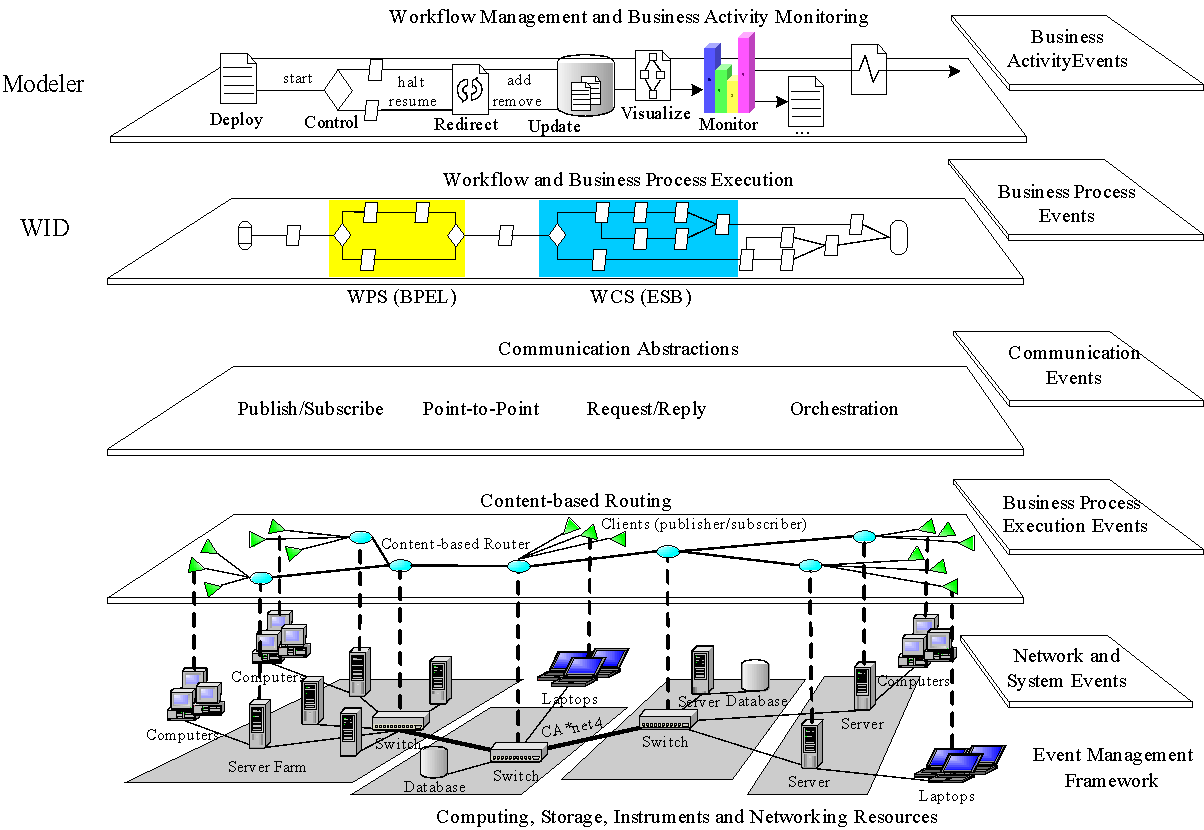 Workflow Management and Business Activity Monitoring
Business
ActivityEvents
Modeler
start
halt
resume
add
remove
Deploy
Control
Redirect
Update
Visualize
Monitor
...
Workflow and Business Process Execution
Business Process
Events
WID
WPS (BPEL)
WCS (ESB)
Communication Abstractions
Communication
Events
Publish/Subscribe
Point-to-Point
Request/Reply
Orchestration
Content-based Routing
Business Process
Execution Events
Clients (publisher/subscriber)
Content-based Router
Network and
System Events
Computers
Computers
Laptops
Server
Database
Computers
Server
CA*net4
Switch
Switch
Switch
Server Farm
Database
Server
Laptops
Event Management
Framework
Computing, Storage, Instruments and Networking Resources